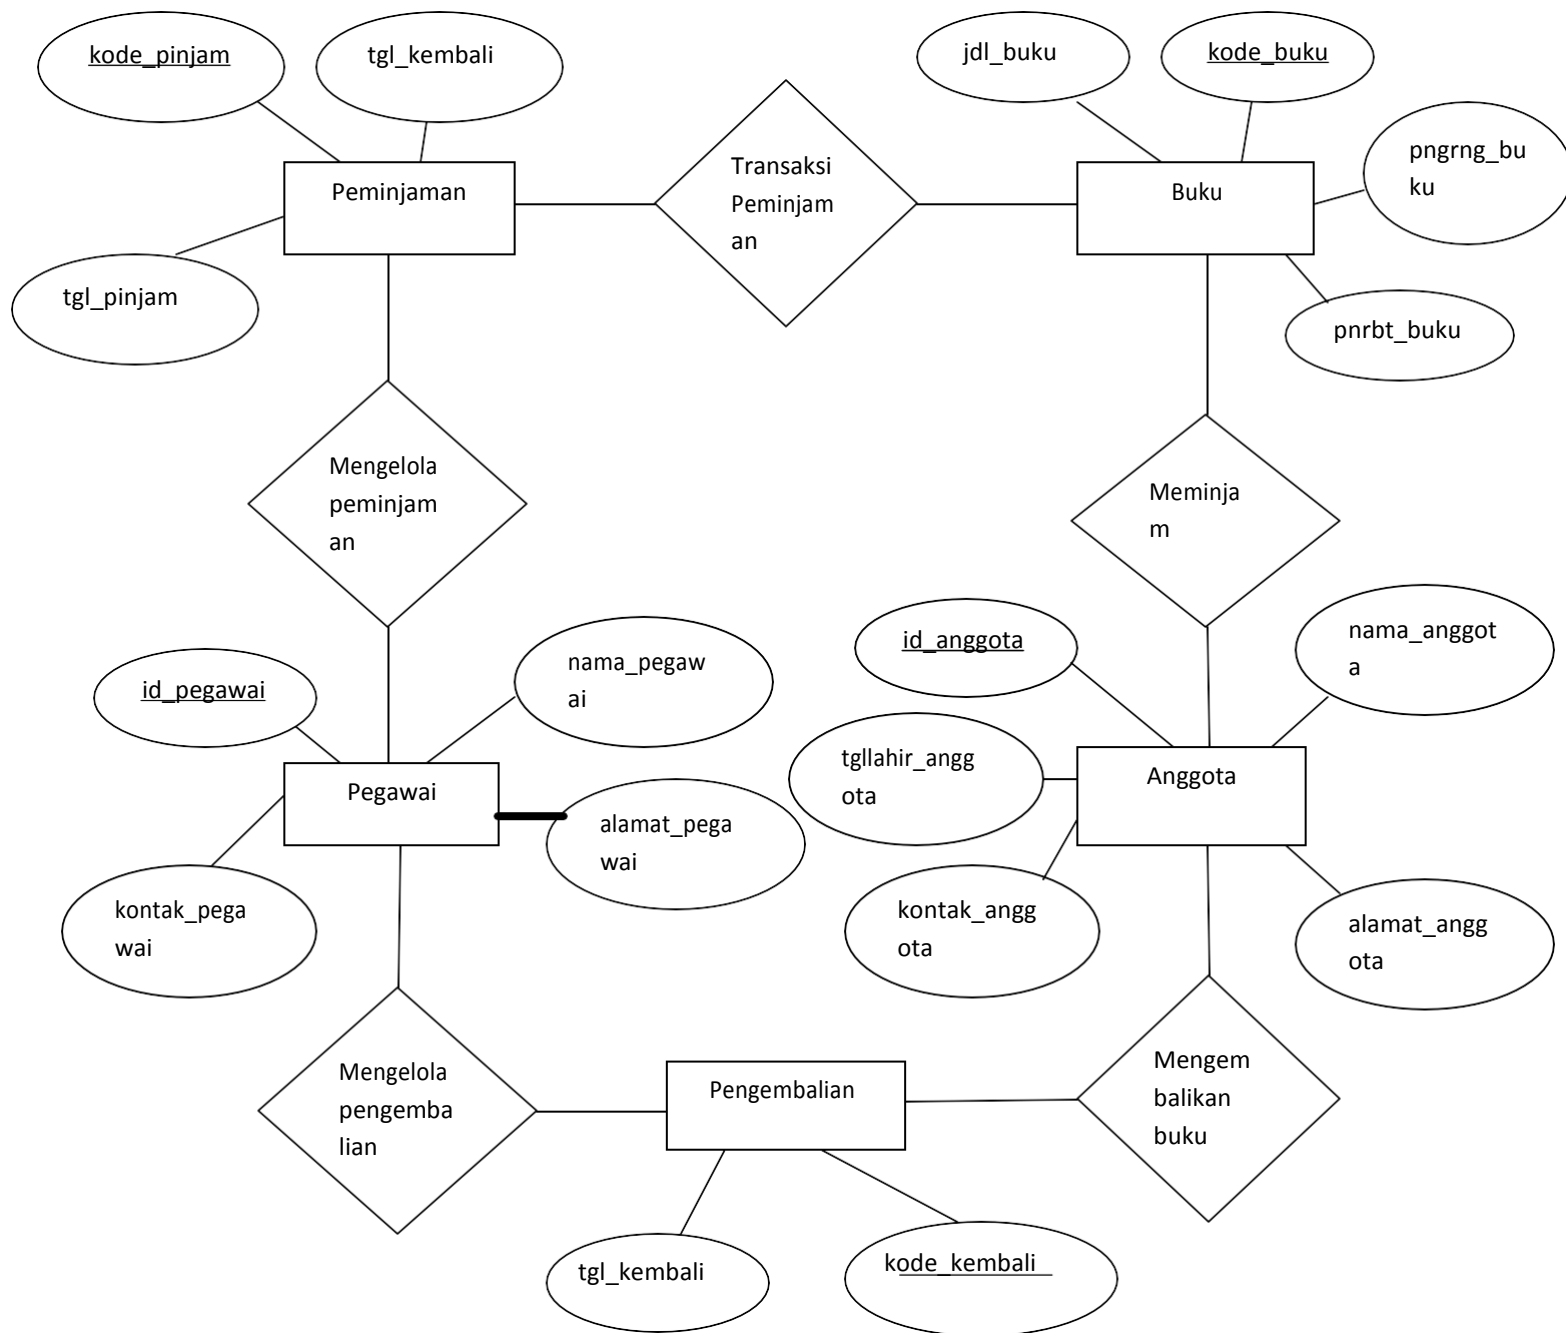 kode_pinjam
tgl_kembali
jdl_buku
kode_buku
pngrng_bu
ku
Transaksi
Peminjam
an
Peminjaman
Buku
tgl_pinjam
pnrbt_buku
Mengelola
peminjam
an
Meminja
m
id_anggota
nama_anggot
a
nama_pegaw
ai
id_pegawai
tgllahir_angg
ota
Anggota
Pegawai
alamat_pega
wai
kontak_pega
wai
kontak_angg
ota
alamat_angg
ota
Mengelola
pengemba
lian
Pengembalian
Mengem
balikan
buku
tgl_kembali
kode_kembali